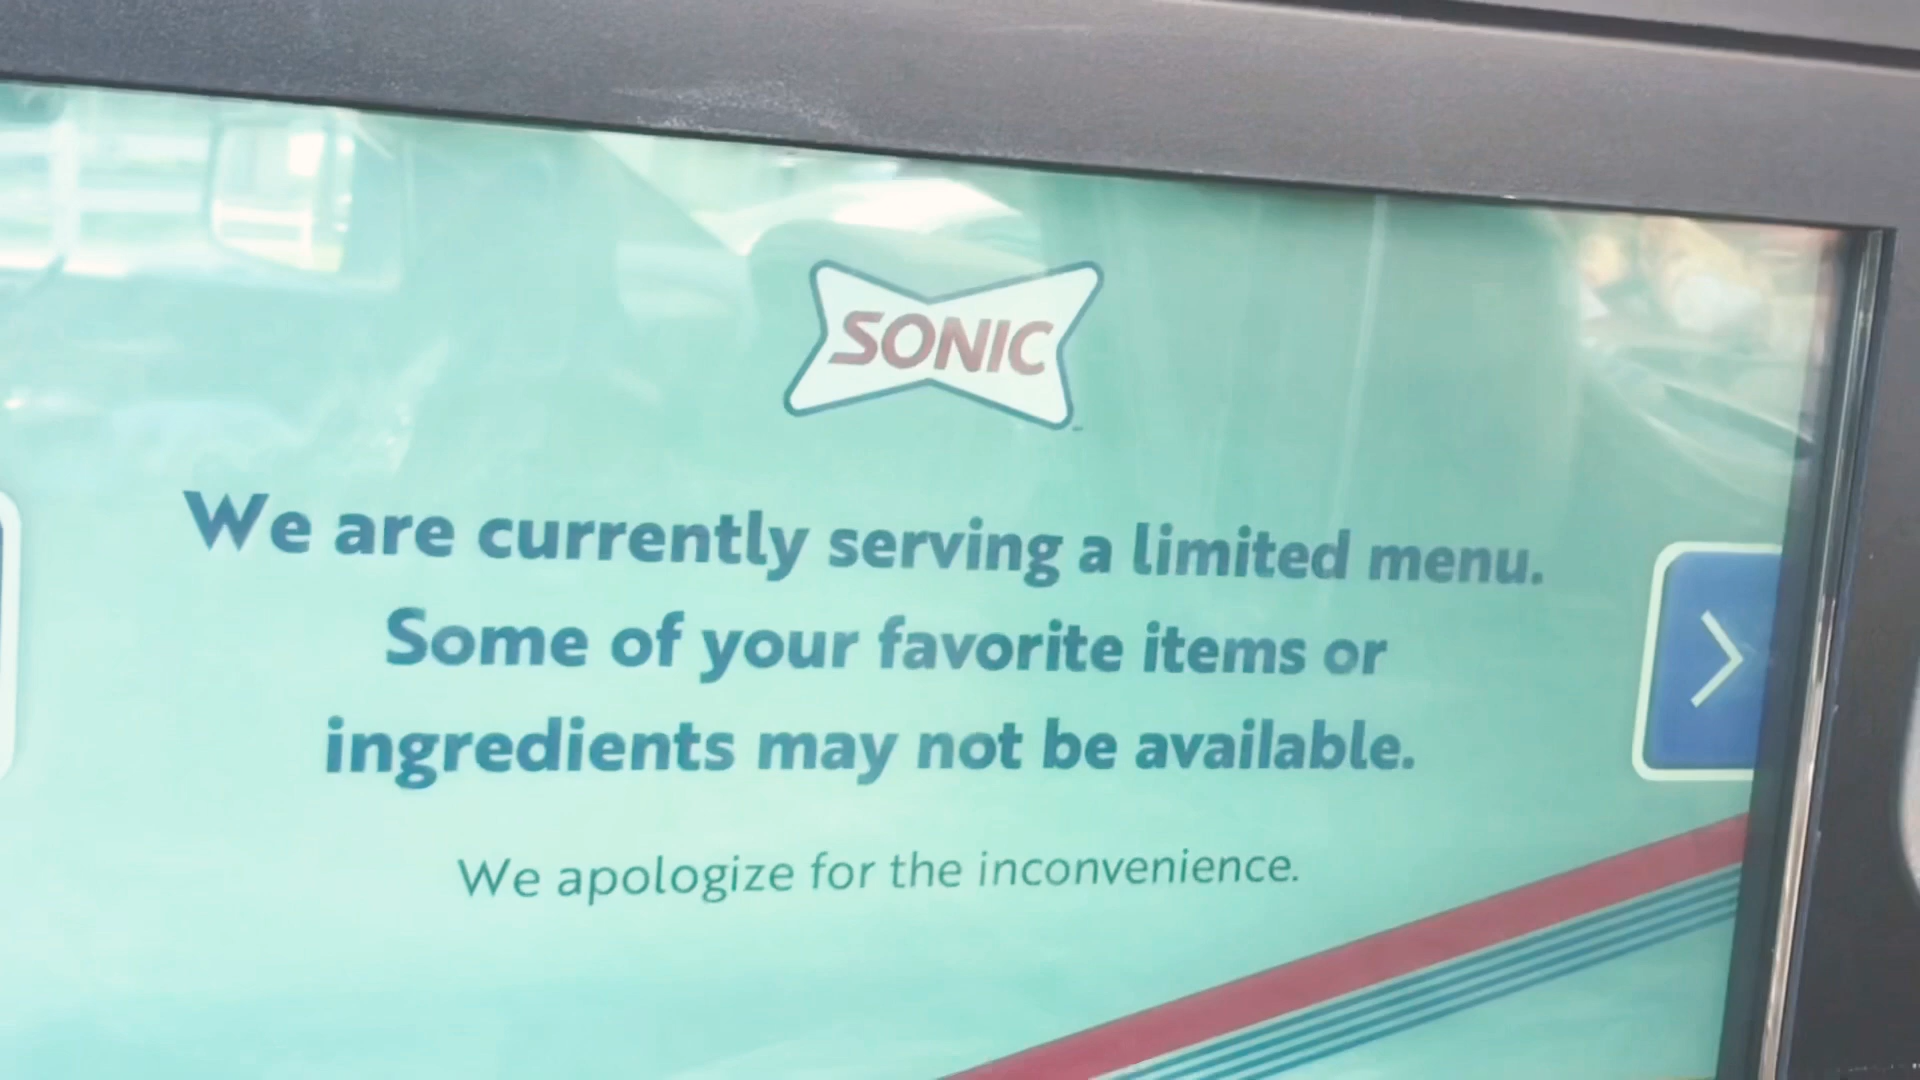 SONIC
We are currently serving a limited menu.
Some of your favorite items or
ingredients may not be available.
We apologize for the inconvenience.